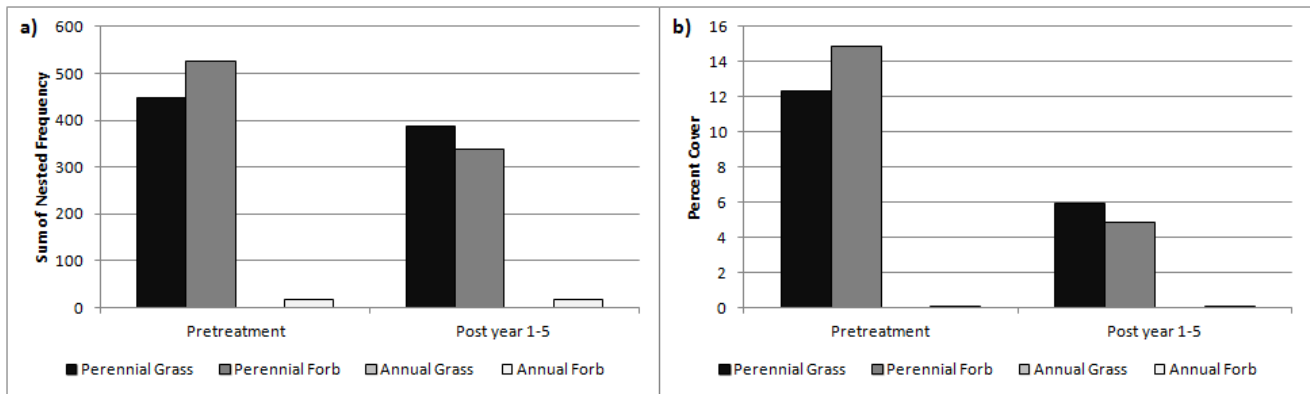 a)
Sum of Nested Frequency
600
500
400
300
200
100
0
Pretreatment Post year 1-5
Perennial Grass Perennial Forb Annual Grass Annual Forb
b)
Percent Cover
16
14
12
10
8
6
4
2
0
Pretreatment Post year 1-5
Perennial Grass Perennial Forb Annual Grass Annual Forb